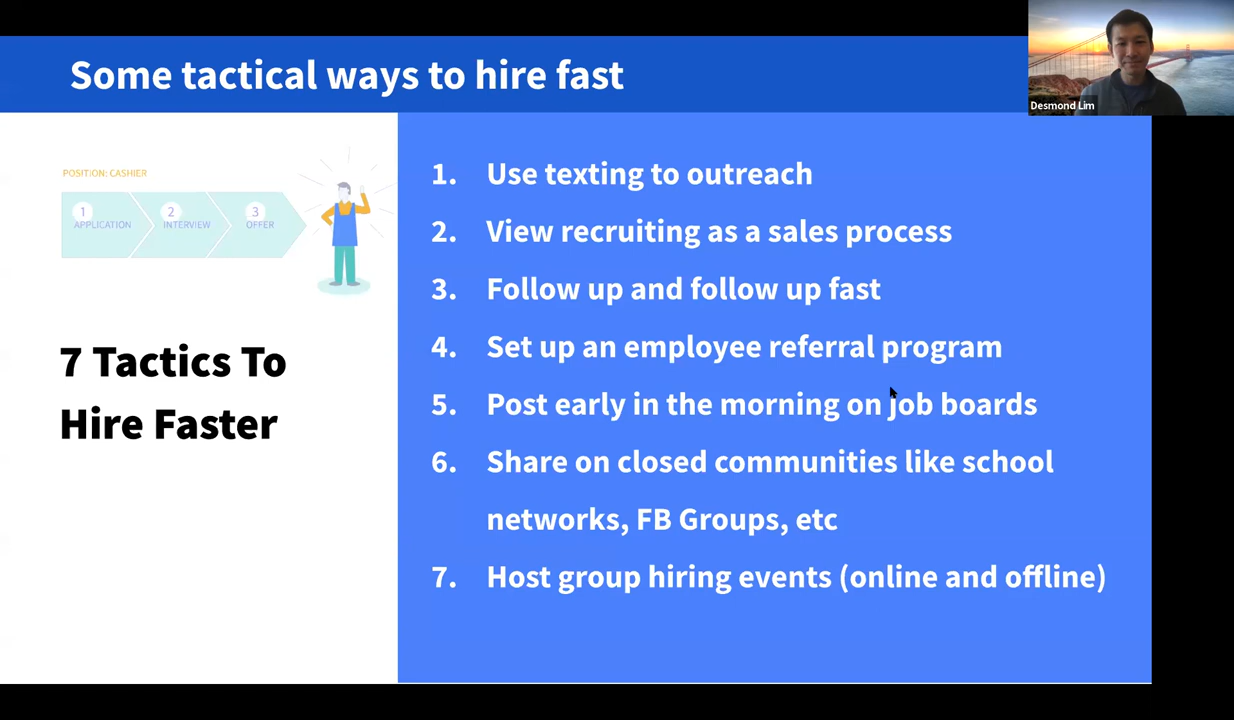 Some tactical ways to hire fast
Desmond Lim
POSITION: CASHIER
1
APPLICATION
2
INTERVIEW
3
OFFER
7 Tactics To
Hire Faster
1. Use texting to outreach
2. View recruiting as a sales process
3. Follow up and follow up fast
4. Set up an employee referral program
5. Post early in the morning on job boards
6. Share on closed communities like school
networks, FB Groups, etc
7. Host group hiring events (online and offline)